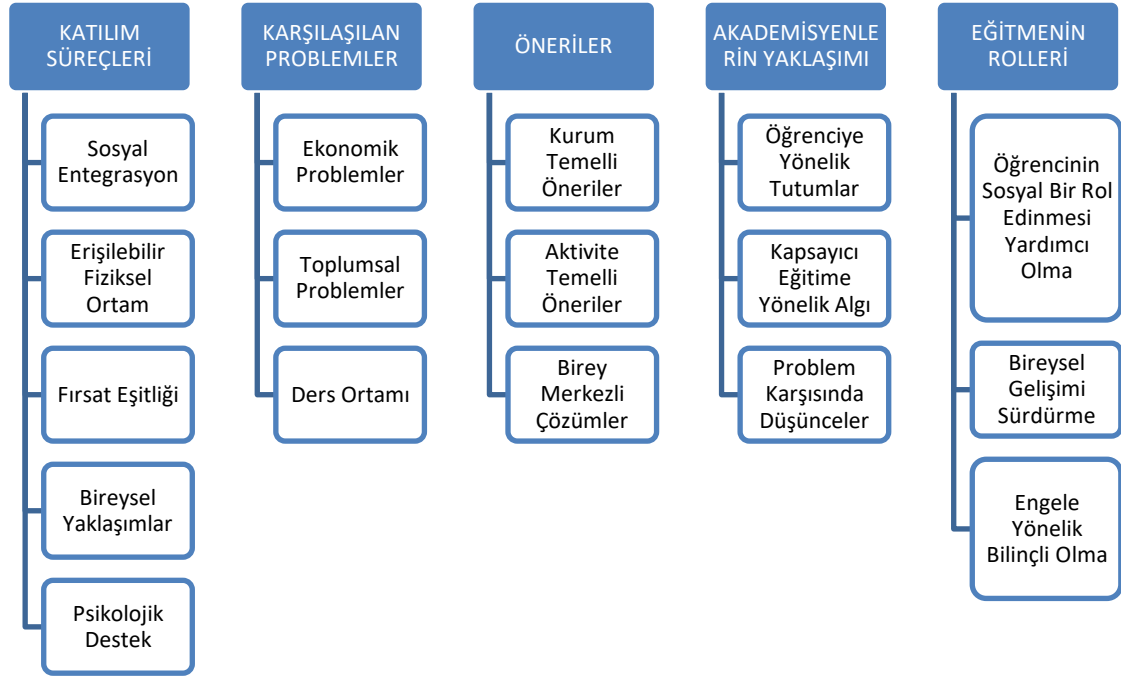 KATILIM
SÜREÇLERİ
Sosyal
Entegrasyon
Erişilebilir
Fiziksel
Ortam
Fırsat Eşitliği
Bireysel
Yaklaşımlar
Psikolojik
Destek
KARŞILAŞILAN
PROBLEMLER
Ekonomik
Problemler
Toplumsal
Problemler
Ders Ortamı
ÖNERİLER
Kurum
Temelli
Öneriler
Aktivite
Temelli
Öneriler
Birey
Merkezli
Çözümler
AKADEMİSYENLE
RİN YAKLAŞIMI
Öğrenciye
Yönelik
Tutumlar
Kapsayıcı
Eğitime
Yönelik Algı
Problem
Karşısında
Düşünceler
EĞİTMENİN
ROLLERİ
Öğrencinin
Sosyal Bir Rol
Edinmesi
Yardımcı
Olma
Bireysel
Gelişimi
Sürdürme
Engele
Yönelik
Bilinçli Olma